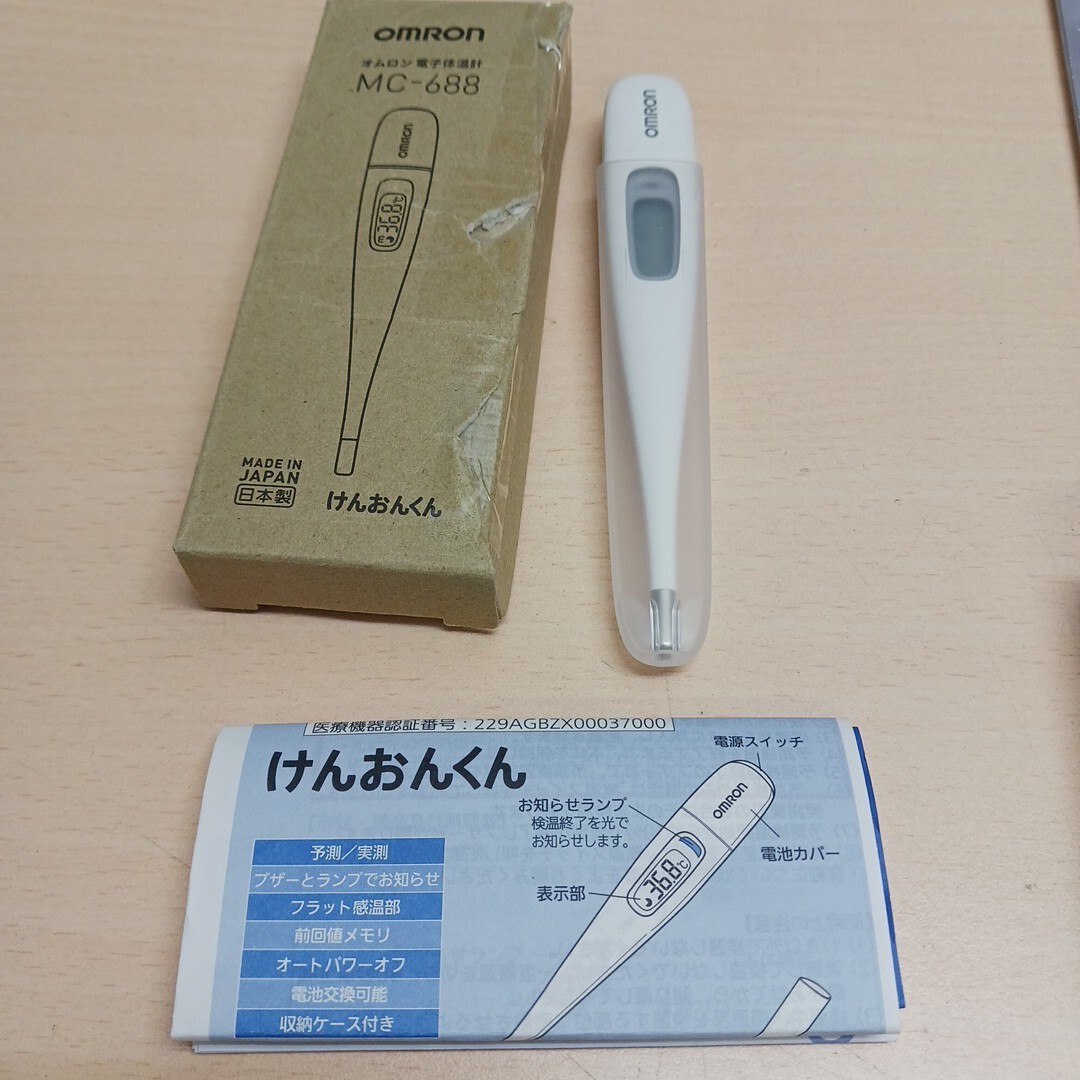 OMRON
オムロン 電子体温計
MC-688
OMRON
E 36.8℃
MADE IN
JAPAN
日本製
けんおんくん
OMRON
医療機器認証番号：229AGBZX00037000
けんおんくん
電源スイッチ
お知らせランプ
検温終了を光で
お知らせします。
OMRON
電池カバー
36.8℃
表示部
予測／実測
ブザーとランプでお知らせ
フラット感温部
前回値メモリ
オートパワーオフ
電池交換可能
収納ケース付き